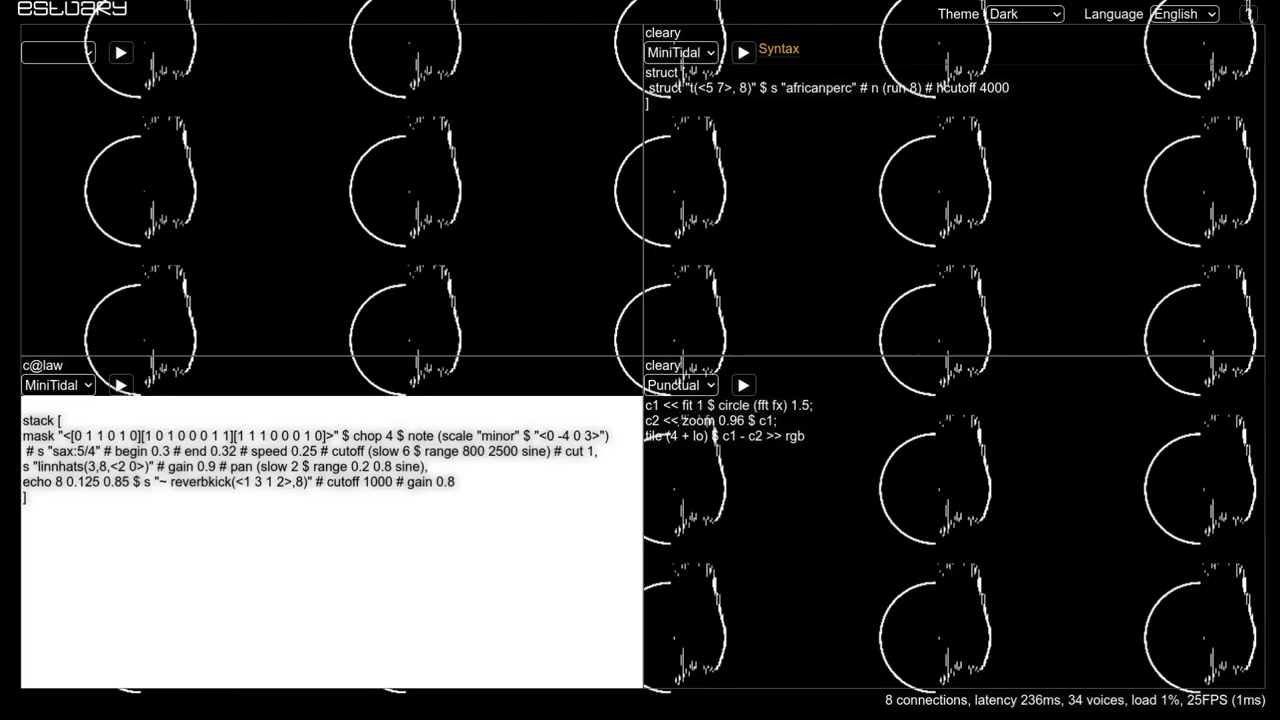 estuary
Theme Dark Language English ?
cleary
MiniTidal Syntax
struct [
struct "t(<5 7>, 8)" $ s "africanperc" # n (run 8) # hcutoff 4000
]
c@law
MiniTidal
stack [
mask "<[0 1 1 0 1 0][1 0 1 0 0 0 1 1][1 1 1 0 0 0 1 0]>" $ chop 4 $ note (scale "minor" $ "<0 -4 0 3>")
# s "sax:5/4" # begin 0.3 # end 0.32 # speed 0.25 # cutoff (slow 6 $ range 800 2500 sine) # cut 1,
s "linnhats(3,8,<2 0>)" # gain 0.9 # pan (slow 2 $ range 0.2 0.8 sine),
echo 8 0.125 0.85 $ s "~ reverbkick(<1 3 1 2>,8)" # cutoff 1000 # gain 0.8
]
cleary
Punctual
c1 << fit 1 $ circle (fft fx) 1.5;
c2 << zoom 0.96 $ c1;
tile (4 + lo) $ c1 - c2 >> rgb
8 connections, latency 236ms, 34 voices, load 1%, 25FPS (1ms)